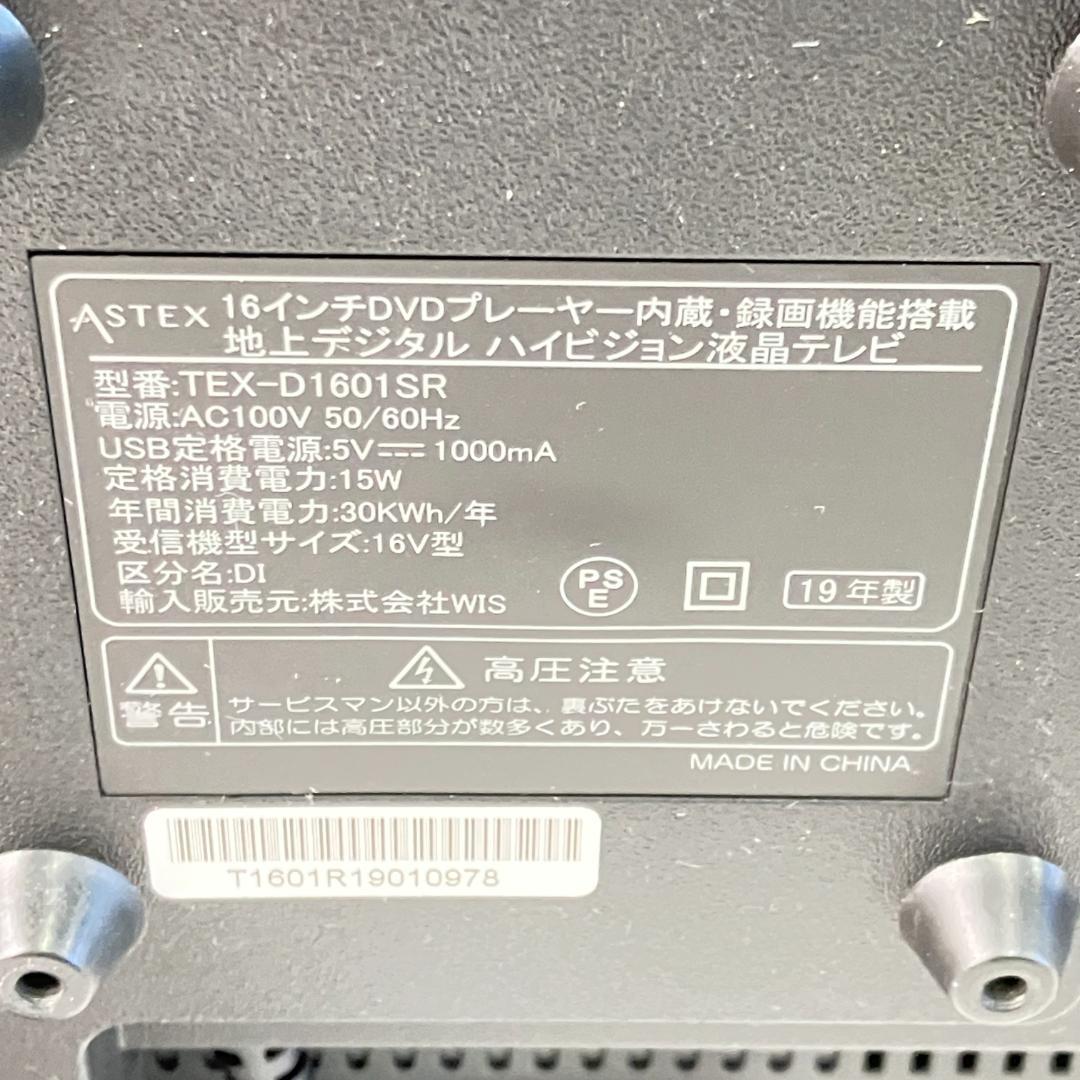 ASTEX 16インチDVDプレーヤー内蔵・録画機能搭載
地上デジタル ハイビジョン液晶テレビ
型番:TEX-D1601SR
電源:AC100V 50/60Hz
USB定格電源:5V⎓1000mA
定格消費電力:15W
年間消費電力:30KWh/年
受信機型サイズ:16V型
区分名:DI
輸入販売元:株式会社WIS
PS
E
19年製
警告
高圧注意
サービスマン以外の方は、裏ぶたをあけないでください。
内部には高圧部分が数多くあり、万一さわると危険です。
MADE IN CHINA
T1601R19010978